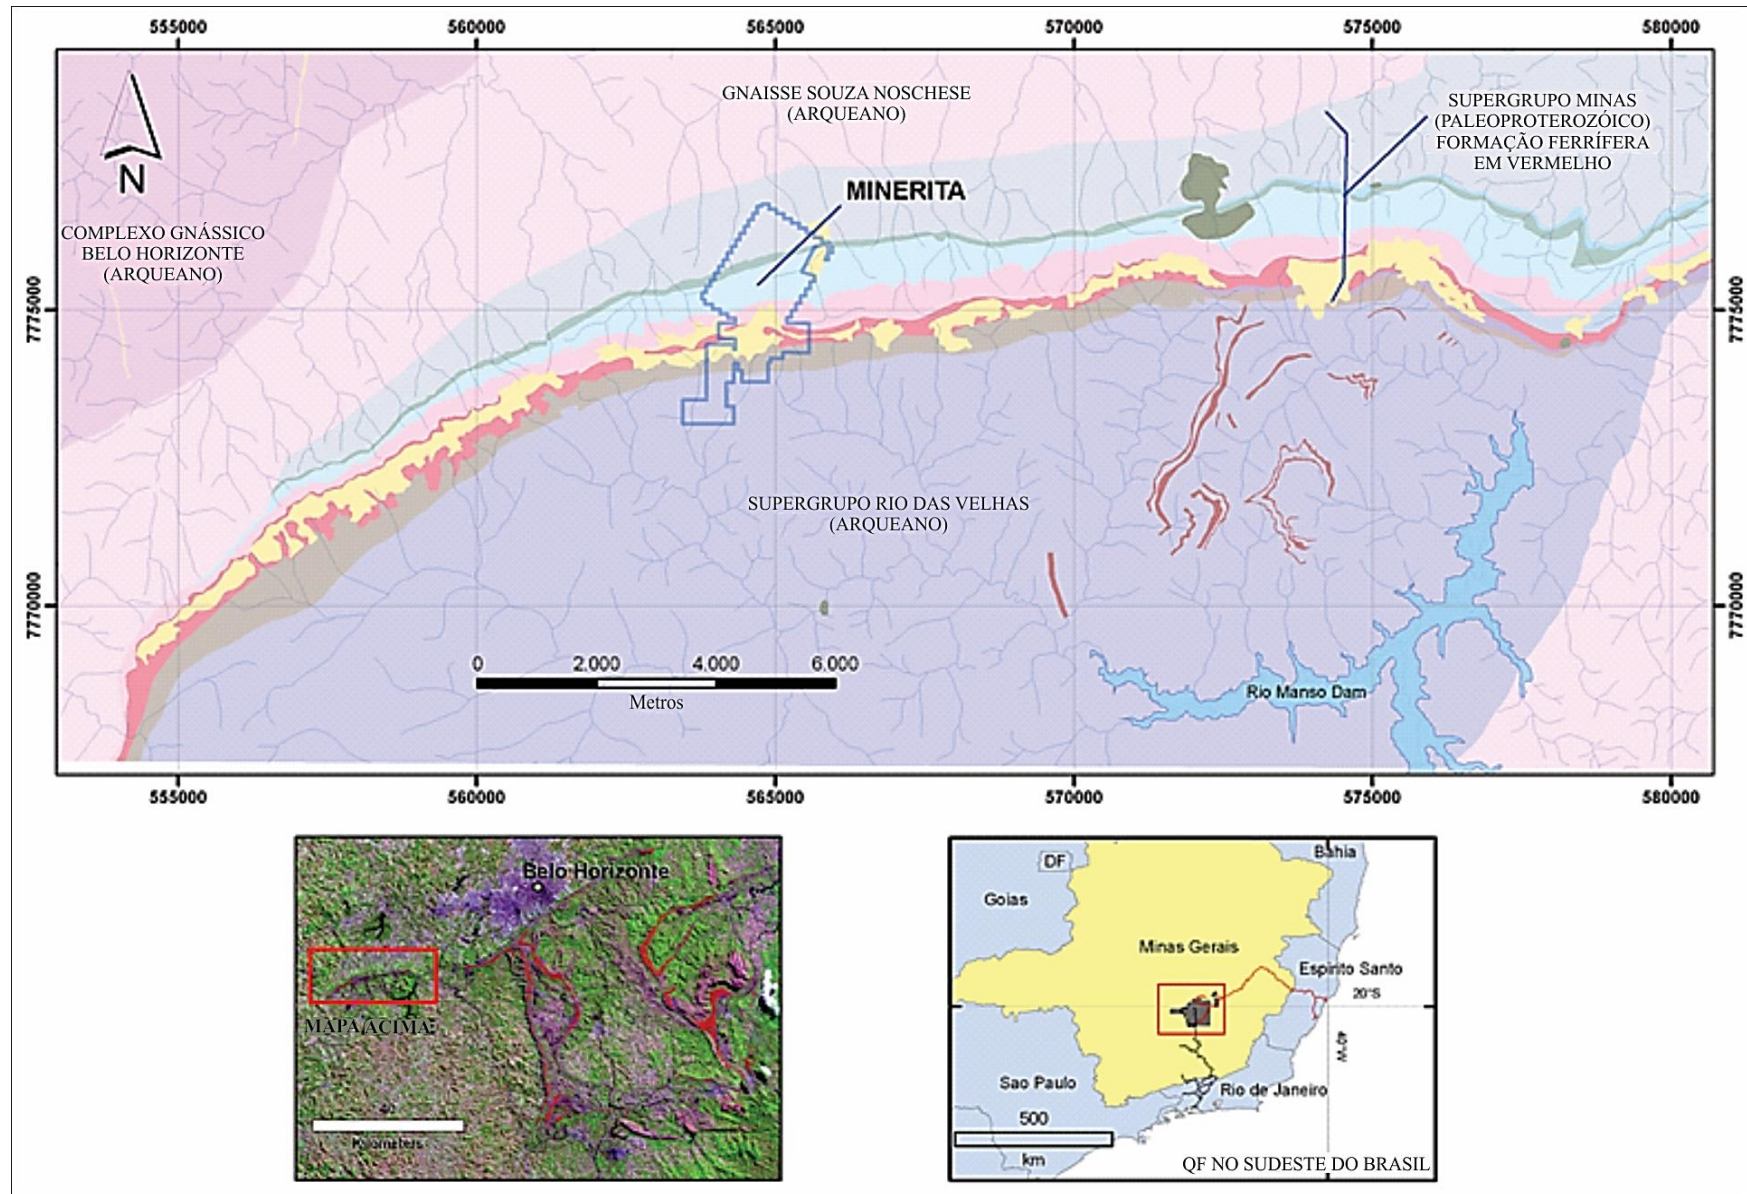 555000 560000 565000 570000 575000 580000
GNAISSE SOUZA NOSCHESE
(ARQUEANO)
SUPERGRUPO MINAS
(PALEOPROTEROZÓICO)
FORMAÇÃO FERRÍFERA
EM VERMELHO
N
MINERITA
COMPLEXO GNÁSSICO
BELO HORIZONTE
(ARQUEANO)
7775000
7775000
SUPERGRUPO RIO DAS VELHAS
(ARQUEANO)
7770000
7770000
0 2,000 4,000 6,000
Metros
Rio Manso Dam
555000 560000 565000 570000 575000 580000
Belo Horizonte
MAPA ACIMA
Kilometers
Bahia
DF
Goias
Minas Gerais
Espirito Santo
20°S
40°W
Sao Paulo
Rio de Janeiro
500
km
QF NO SUDESTE DO BRASIL